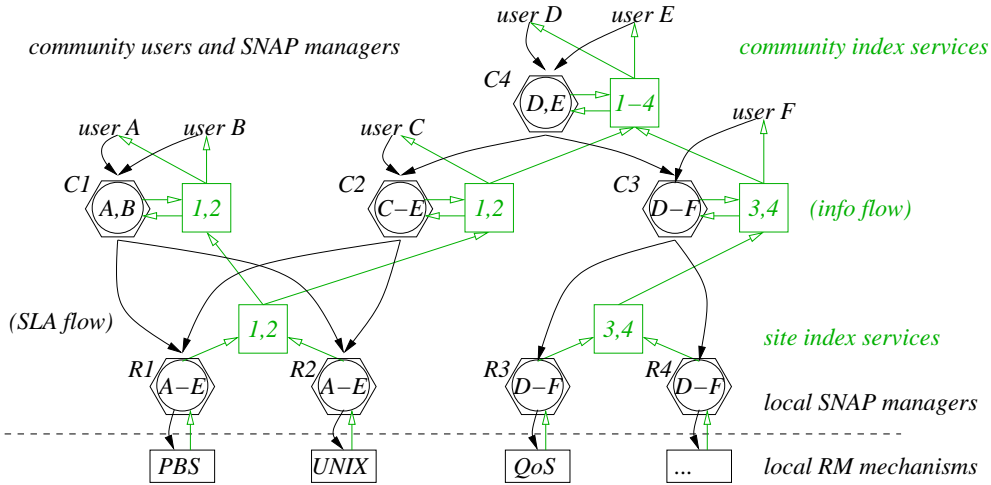 user D user E
community users and SNAP managers
community index services
C4
D,E
1−4
user A user B
user C
user F
C1
A,B
1,2
C2
C−E
1,2
C3
D−F
3,4
(info flow)
(SLA flow)
1,2
3,4
site index services
R1
A−E
R2
A−E
R3
D−F
R4
D−F
local SNAP managers
PBS
UNIX
QoS
...
local RM mechanisms